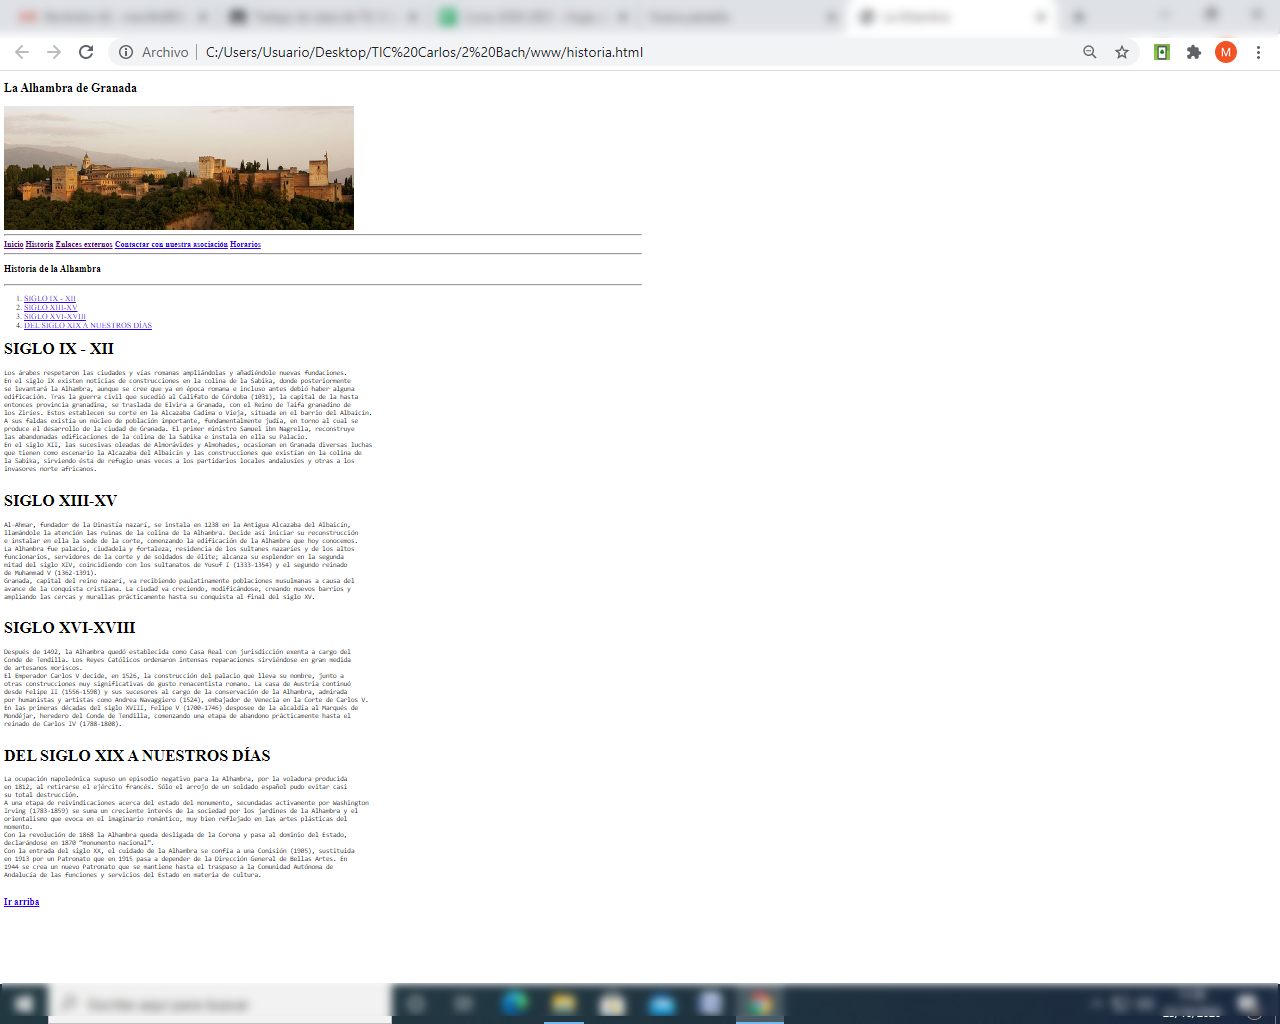 Archivo
C:/Users/Usuario/Desktop/TIC%20Carlos/2%20Bach/www/historia.html
M
La Alhambra de Granada
Inicio Historia Enlaces externos Contactar con nuestra asociación Horarios
Historia de la Alhambra
1. SIGLO IX - XII
2. SIGLO XIII-XV
3. SIGLO XVI-XVIII
4. DEL SIGLO XIX A NUESTROS DÍAS
SIGLO IX - XII
Los árabes respetaron las ciudades y vías romanas ampliándolas y añadiéndole nuevas fundaciones.
En el siglo IX existen noticias de construcciones en la colina de la Sabika, donde posteriormente
se levantará la Alhambra, aunque se cree que ya en época romana e incluso antes debió haber alguna
edificación. Tras la guerra civil que sucedió al Califato de Córdoba (1031), la capital de la hasta
entonces provincia granadina, se traslada de Elvira a Granada, con el Reino de Taifa granadino de
los Ziríes. Estos establecen su corte en la Alcazaba Cadima o Vieja, situada en el barrio del Albaicín.
A sus faldas existía un núcleo de población importante, fundamentalmente judía, en torno al cual se
produce el desarrollo de la ciudad de Granada. El primer ministro Samuel ibn Nagrella, reconstruye
las abandonadas edificaciones de la colina de la Sabika e instala en ella su Palacio.
En el siglo XII, las sucesivas oleadas de Almorávides y Almohades, ocasionan en Granada diversas luchas
que tienen como escenario la Alcazaba del Albaicín y las construcciones que existían en la colina de
la Sabika, sirviendo ésta de refugio unas veces a los partidarios locales andalusíes y otras a los
invasores norte africanos.
SIGLO XIII-XV
Al-Ahmar, fundador de la Dinastía nazarí, se instala en 1238 en la Antigua Alcazaba del Albaicín,
llamándole la atención las ruinas de la colina de la Alhambra. Decide así iniciar su reconstrucción
e instalar en ella la sede de la corte, comenzando la edificación de la Alhambra que hoy conocemos.
La Alhambra fue palacio, ciudadela y fortaleza, residencia de los sultanes nazaríes y de los altos
funcionarios, servidores de la corte y de soldados de élite; alcanza su esplendor en la segunda
mitad del siglo XIV, coincidiendo con los sultanatos de Yusuf I (1333-1354) y el segundo reinado
de Muhammad V (1362-1391).
Granada, capital del reino nazarí, va recibiendo paulatinamente poblaciones musulmanas a causa del
avance de la conquista cristiana. La ciudad va creciendo, modificándose, creando nuevos barrios y
ampliando las cercas y murallas prácticamente hasta su conquista al final del siglo XV.
SIGLO XVI-XVIII
Después de 1492, la Alhambra quedó establecida como Casa Real con jurisdicción exenta a cargo del
Conde de Tendilla. Los Reyes Católicos ordenaron intensas reparaciones sirviéndose en gran medida
de artesanos moriscos.
El Emperador Carlos V decide, en 1526, la construcción del palacio que lleva su nombre, junto a
otras construcciones muy significativas de gusto renacentista romano. La casa de Austria continuó
desde Felipe II (1556-1598) y sus sucesores al cargo de la conservación de la Alhambra, admirada
por humanistas y artistas como Andrea Navaggiero (1524), embajador de Venecia en la Corte de Carlos V.
En las primeras décadas del siglo XVIII, Felipe V (1700-1746) desposee de la alcaldía al Marqués de
Mondéjar, heredero del Conde de Tendilla, comenzando una etapa de abandono prácticamente hasta el
reinado de Carlos IV (1788-1808).
DEL SIGLO XIX A NUESTROS DÍAS
La ocupación napoleónica supuso un episodio negativo para la Alhambra, por la voladura producida
en 1812, al retirarse el ejército francés. Sólo el arrojo de un soldado español pudo evitar casi
su total destrucción.
A una etapa de reivindicaciones acerca del estado del monumento, secundadas activamente por Washington
Irving (1783-1859) se suma un creciente interés de la sociedad por los jardines de la Alhambra y el
orientalismo que evoca en el imaginario romántico, muy bien reflejado en las artes plásticas del
momento.
Con la revolución de 1868 la Alhambra queda desligada de la Corona y pasa al dominio del Estado,
declarándose en 1870 "monumento nacional".
Con la entrada del siglo XX, el cuidado de la Alhambra se confía a una Comisión (1905), sustituida
en 1913 por un Patronato que en 1915 pasa a depender de la Dirección General de Bellas Artes. En
1944 se crea un nuevo Patronato que se mantiene hasta el traspaso a la Comunidad Autónoma de
Andalucía de las funciones y servicios del Estado en materia de cultura.
Ir arriba